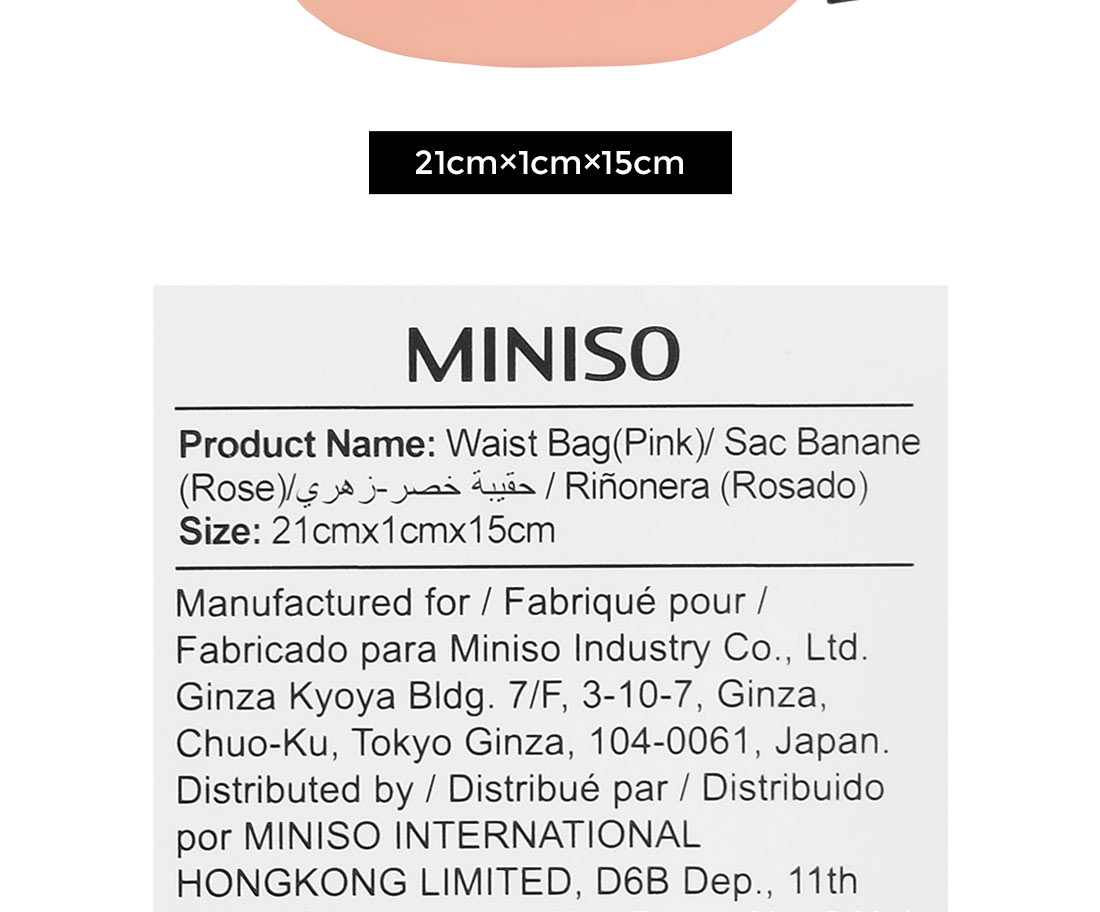 21cm×1cm×15cm
MINISO
Product Name: Waist Bag(Pink)/ Sac Banane
(Rose)/حقيبة خصر-زهري / Riñonera (Rosado)
Size: 21cmx1cmx15cm
Manufactured for / Fabriqué pour /
Fabricado para Miniso Industry Co., Ltd.
Ginza Kyoya Bldg. 7/F, 3-10-7, Ginza,
Chuo-Ku, Tokyo Ginza, 104-0061, Japan.
Distributed by / Distribué par / Distribuido
por MINISO INTERNATIONAL
HONGKONG LIMITED, D6B Dep., 11th